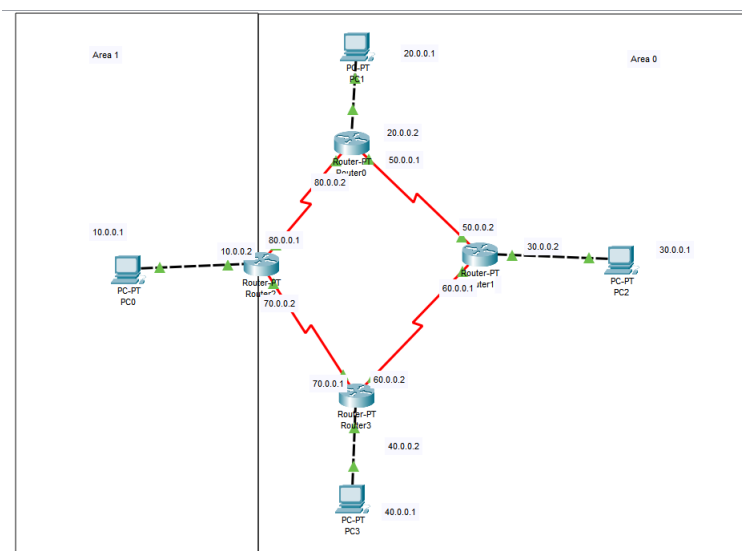 Area 1
Area 0
20.0.0.1
PC-PT
PC1
20.0.0.2
Router-PT
Router0
50.0.0.1
80.0.0.2
10.0.0.1
10.0.0.2
80.0.0.1
50.0.0.2
30.0.0.2
30.0.0.1
PC-PT
PC0
Router-PT
Router2
70.0.0.2
Router-PT
uter1
60.0.0.1
PC-PT
PC2
70.0.0.1
60.0.0.2
Router-PT
Router3
40.0.0.2
40.0.0.1
PC-PT
PC3